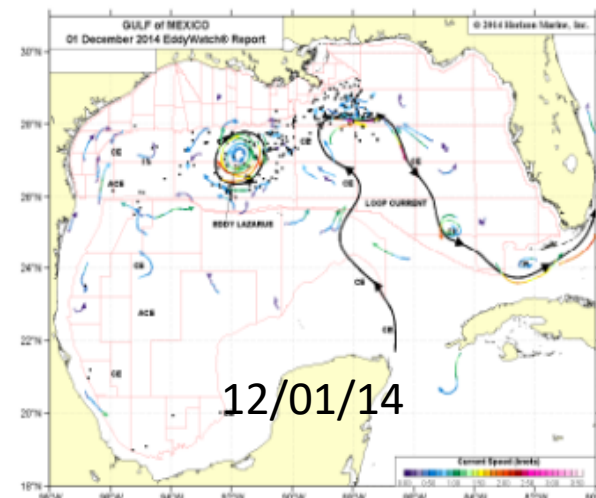 GULF of MEXICO
01 December 2014 EddyWatch® Report
© 2014 Horizon Marine, Inc.
30°N
28°N
CE
CE
CE
ACE
CE
26°N
LOOP CURRENT
EDDY LAZARUS
24°N
CE
CE
ACE
22°N
CE
CE
20°N
12/01/14
Current Speed (knots)
18°N